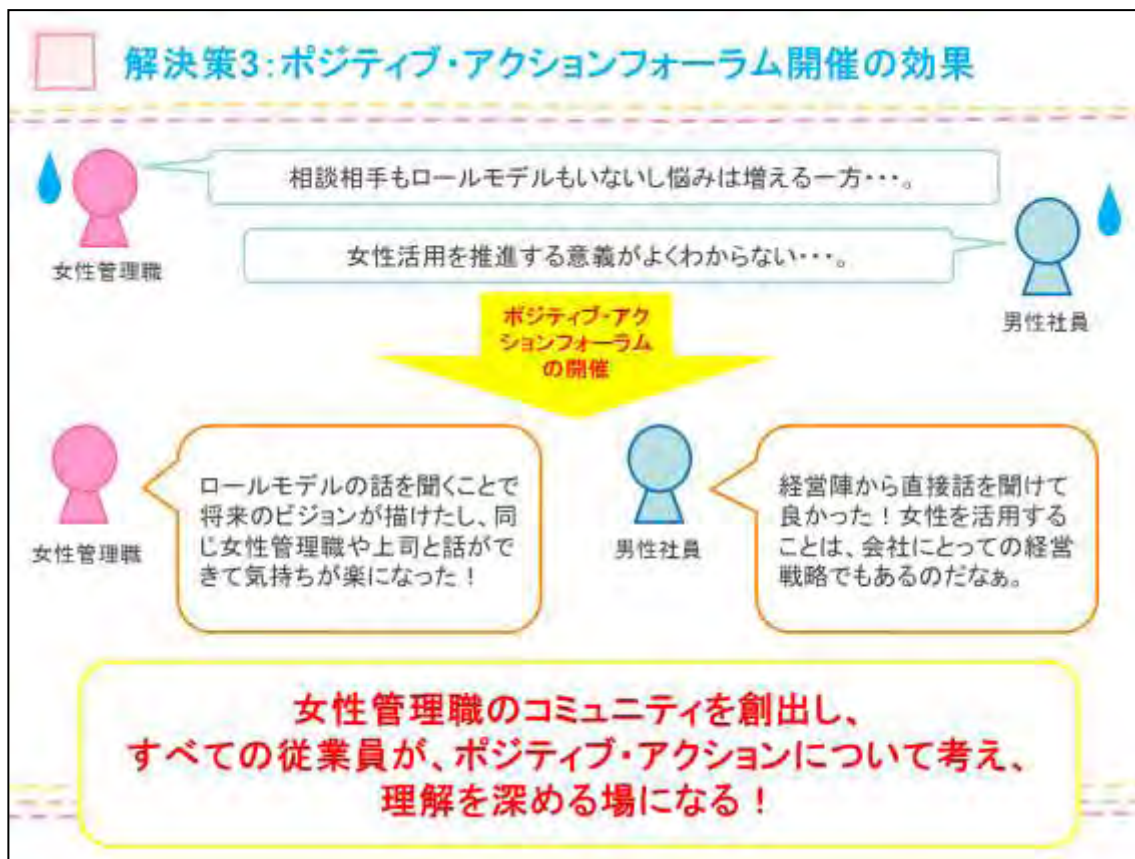 解決策3:ポジティブ・アクションフォーラム開催の効果
相談相手もロールモデルもいないし悩みは増える一方・・・。
女性管理職
女性活用を推進する意義がよくわからない・・・。
男性社員
ポジティブ・アク
ションフォーラム
の開催
女性管理職
ロールモデルの話を聞くことで
将来のビジョンが描けたし、同
じ女性管理職や上司と話がで
きて気持ちが楽になった！
男性社員
経営陣から直接話を聞けて
良かった！女性を活用する
ことは、会社にとっての経営
戦略でもあるのだなぁ。
女性管理職のコミュニティを創出し、
すべての従業員が、ポジティブ・アクションについて考え、
理解を深める場になる！